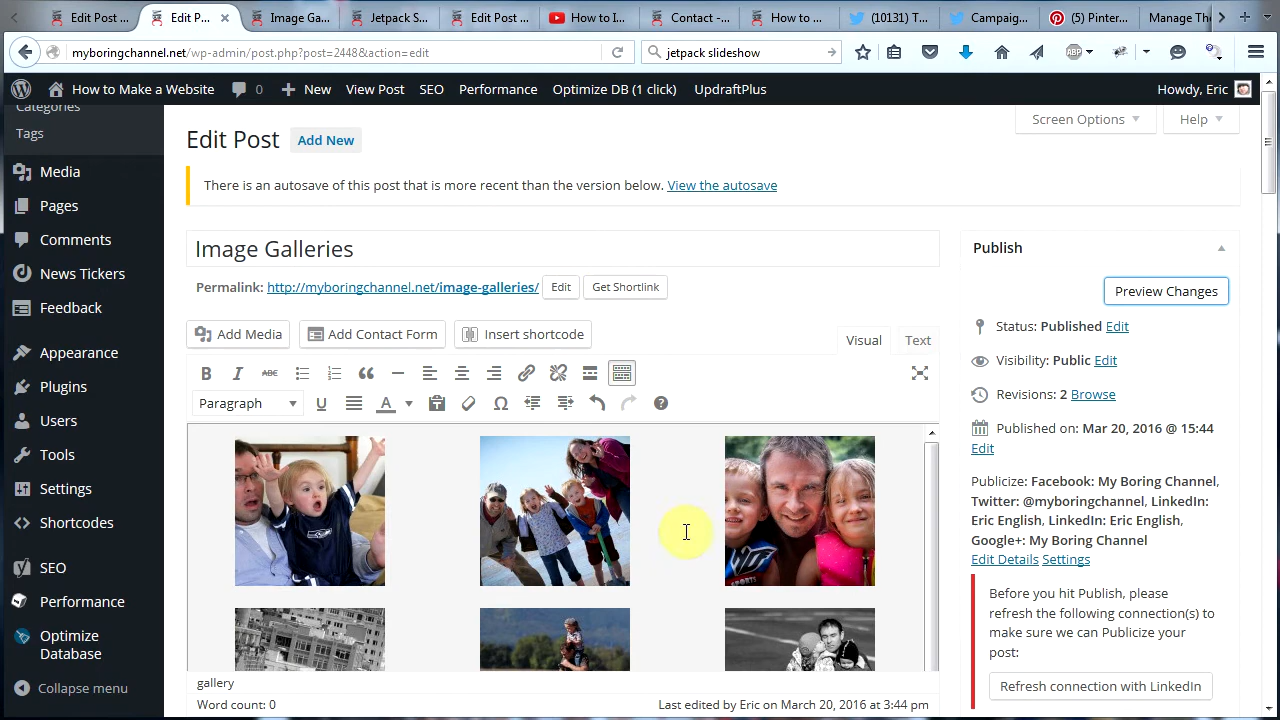 Edit Post ...
Edit P...
Image Ga...
Jetpack S...
Edit Post ...
How to I...
Contact -...
How to ...
(10131) T...
Campaig...
(5) Pinter...
Manage The
myboringchannel.net/wp-admin/post.php?post=2448&action=edit
jetpack slideshow
ABP
How to Make a Website
0
New
View Post
SEO
Performance
Optimize DB (1 click)
UpdraftPlus
Howdy, Eric
Categories
Tags
Media
Pages
Comments
News Tickers
Feedback
Appearance
Plugins
Users
Tools
Settings
Shortcodes
SEO
Performance
Optimize
Database
Collapse menu
Screen Options
Help
Edit Post
Add New
There is an autosave of this post that is more recent than the version below. View the autosave
Image Galleries
Permalink: http://myboringchannel.net/image-galleries/
Edit
Get Shortlink
Add Media
Add Contact Form
Insert shortcode
Visual
Text
B I ABC
Paragraph
U
A
gallery
Word count: 0
Last edited by Eric on March 20, 2016 at 3:44 pm
Publish
Preview Changes
Status: Published Edit
Visibility: Public Edit
Revisions: 2 Browse
Published on: Mar 20, 2016 @ 15:44
Edit
Publicize: Facebook: My Boring Channel,
Twitter: @myboringchannel, LinkedIn:
Eric English, LinkedIn: Eric English,
Google+: My Boring Channel
Edit Details Settings
Before you hit Publish, please
refresh the following connection(s) to
make sure we can Publicize your
post:
Refresh connection with LinkedIn